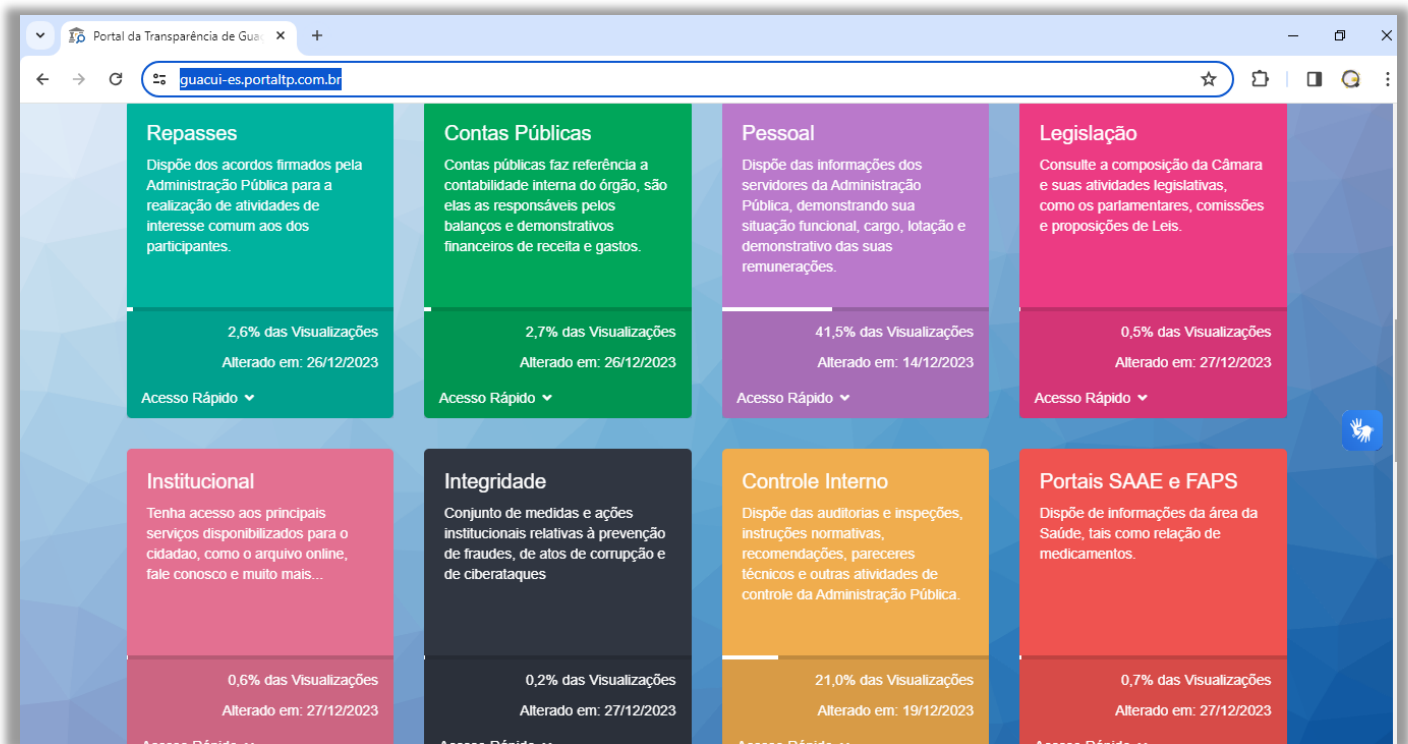 Portal da Transparência de Guac
guacui-es.portaltp.com.br
Repasses
Dispõe dos acordos firmados pela
Administração Pública para a
realização de atividades de
interesse comum aos dos
participantes.
2,6% das Visualizações
Alterado em: 26/12/2023
Acesso Rápido
Contas Públicas
Contas públicas faz referência a
contabilidade interna do órgão, são
elas as responsáveis pelos
balanços e demonstrativos
financeiros de receita e gastos.
2,7% das Visualizações
Alterado em: 26/12/2023
Acesso Rápido
Pessoal
Dispõe das informações dos
servidores da Administração
Pública, demonstrando sua
situação funcional, cargo, lotação e
demonstrativo das suas
remunerações.
41,5% das Visualizações
Alterado em: 14/12/2023
Acesso Rápido
Legislação
Consulte a composição da Câmara
e suas atividades legislativas,
como os parlamentares, comissões
e proposições de Leis.
0,5% das Visualizações
Alterado em: 27/12/2023
Acesso Rápido
Institucional
Tenha acesso aos principais
serviços disponibilizados para o
cidadao, como o arquivo online,
fale conosco e muito mais...
0,6% das Visualizações
Alterado em: 27/12/2023
Acesso Rápido
Integridade
Conjunto de medidas e ações
institucionais relativas à prevenção
de fraudes, de atos de corrupção e
de ciberataques
0,2% das Visualizações
Alterado em: 27/12/2023
Acesso Rápido
Controle Interno
Dispõe das auditorias e inspeções,
instruções normativas,
recomendações, pareceres
técnicos e outras atividades de
controle da Administração Pública.
21,0% das Visualizações
Alterado em: 19/12/2023
Acesso Rápido
Portais SAAE e FAPS
Dispõe de informações da área da
Saúde, tais como relação de
medicamentos.
0,7% das Visualizações
Alterado em: 27/12/2023
Acesso Rápido